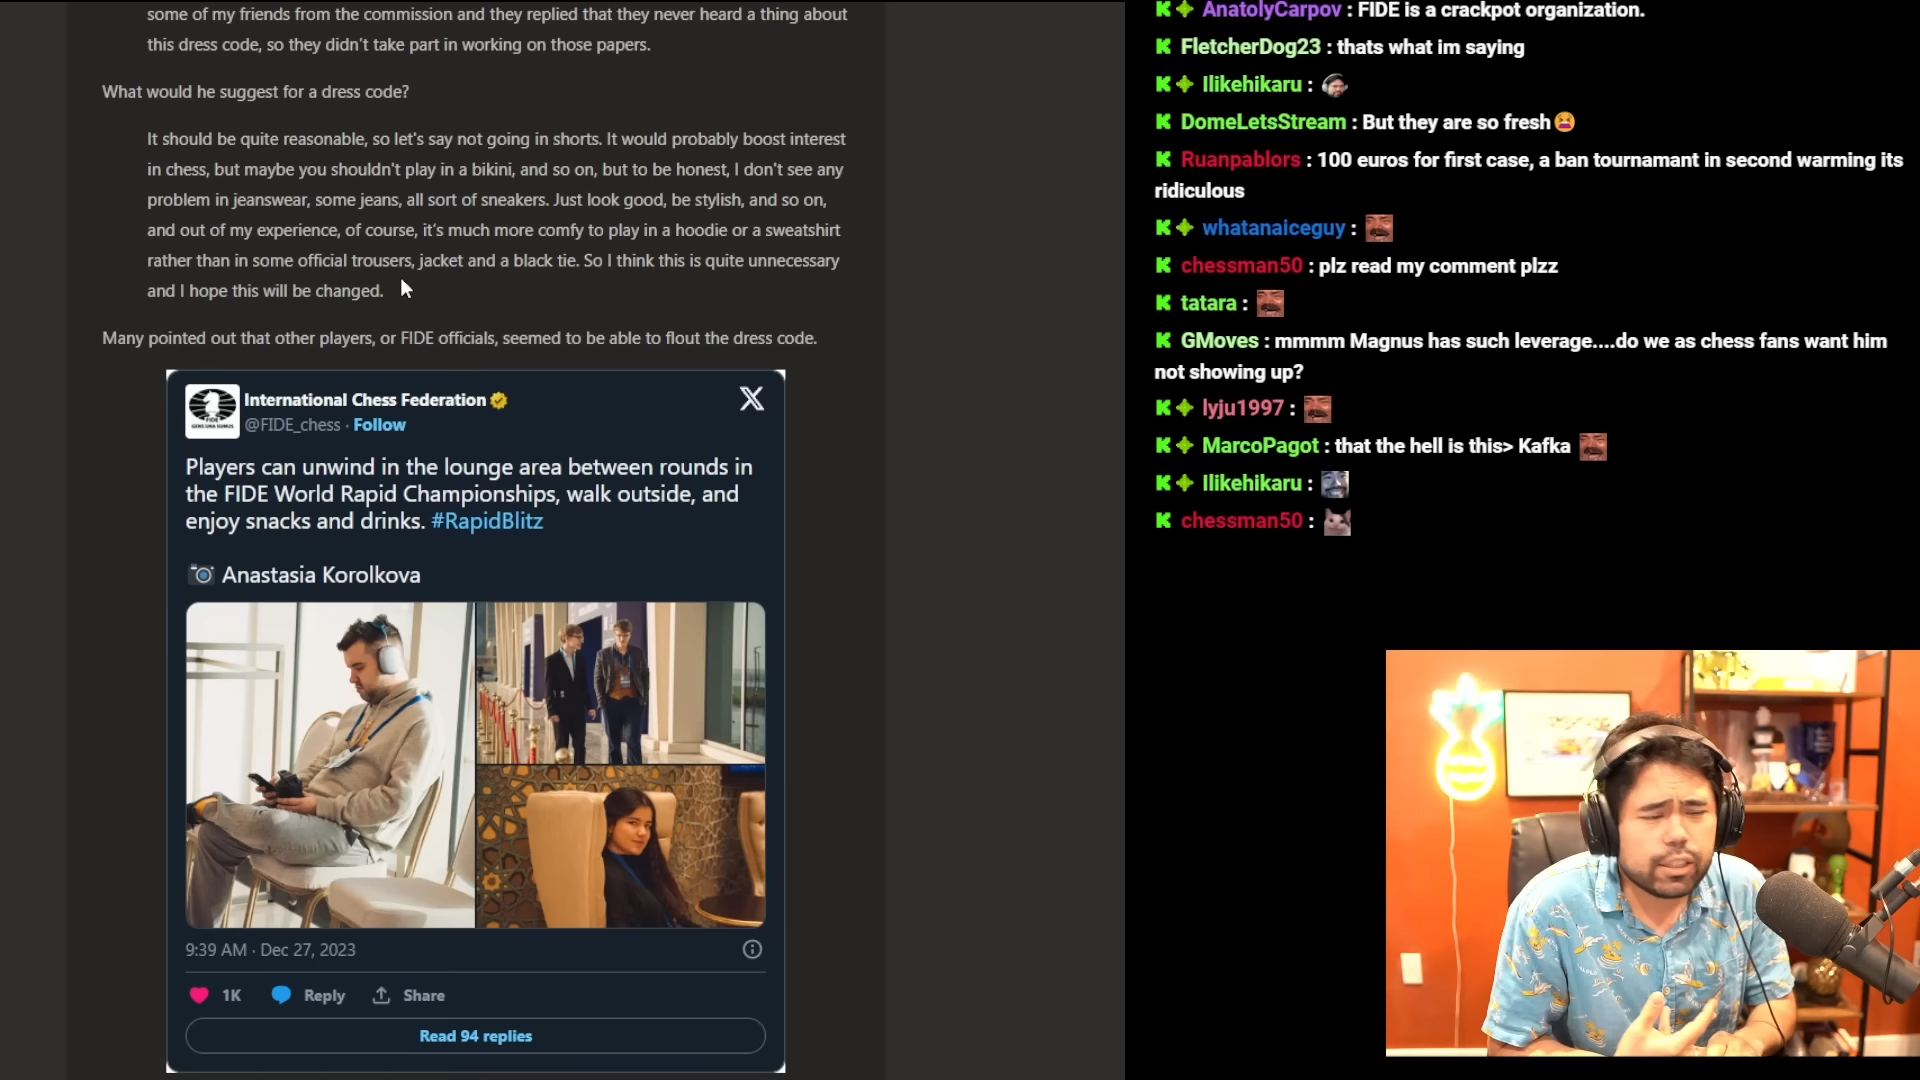 some of my friends from the commission and they replied that they never heard a thing about
this dress code, so they didn't take part in working on those papers.
What would he suggest for a dress code?
It should be quite reasonable, so let's say not going in shorts. It would probably boost interest
in chess, but maybe you shouldn't play in a bikini, and so on, but to be honest, I don't see any
problem in jeanswear, some jeans, all sort of sneakers. Just look good, be stylish, and so on,
and out of my experience, of course, it's much more comfy to play in a hoodie or a sweatshirt
rather than in some official trousers, jacket and a black tie. So I think this is quite unnecessary
and I hope this will be changed.
Many pointed out that other players, or FIDE officials, seemed to be able to flout the dress code.
International Chess Federation
@FIDE_chess · Follow
Players can unwind in the lounge area between rounds in
the FIDE World Rapid Championships, walk outside, and
enjoy snacks and drinks. #RapidBlitz
📷 Anastasia Korolkova
9:39 AM · Dec 27, 2023
1K Reply Share
Read 94 replies
AnatolyCarpov : FIDE is a crackpot organization.
FletcherDog23 : thats what im saying
Ilikehikaru :
DomeLetsStream : But they are so fresh😫
Ruanpablors : 100 euros for first case, a ban tournamant in second warming its
ridiculous
whatanaiceguy :
chessman50 : plz read my comment plzz
tatara :
GMoves : mmmm Magnus has such leverage....do we as chess fans want him
not showing up?
lyju1997 :
MarcoPagot : that the hell is this> Kafka
Ilikehikaru :
chessman50 :